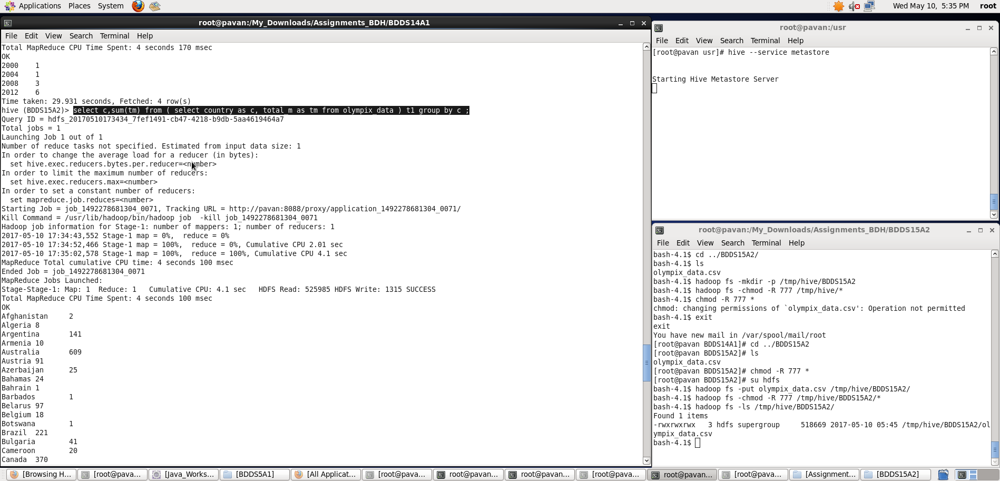 Applications Places System Wed May 10, 5:35 PM root
root@pavan:/My_Downloads/Assignments_BDH/BDDS14A1
File Edit View Search Terminal Help
Total MapReduce CPU Time Spent: 4 seconds 170 msec
OK
2000 1
2004 1
2008 3
2012 6
Time taken: 29.931 seconds, Fetched: 4 row(s)
hive (BDDS15A2)> select c,sum(tm) from ( select country as c, total_m as tm from olympix_data ) t1 group by c ;
Query ID = hdfs_20170510173434_7fef1491-cb47-4218-b9db-5aa4619464a7
Total jobs = 1
Launching Job 1 out of 1
Number of reduce tasks not specified. Estimated from input data size: 1
In order to change the average load for a reducer (in bytes):
set hive.exec.reducers.bytes.per.reducer=<number>
In order to limit the maximum number of reducers:
set hive.exec.reducers.max=<number>
In order to set a constant number of reducers:
set mapreduce.job.reduces=<number>
Starting Job = job_1492278681304_0071, Tracking URL = http://pavan:8088/proxy/application_1492278681304_0071/
Kill Command = /usr/lib/hadoop/bin/hadoop job  -kill job_1492278681304_0071
Hadoop job information for Stage-1: number of mappers: 1; number of reducers: 1
2017-05-10 17:34:43,552 Stage-1 map = 0%,  reduce = 0%
2017-05-10 17:34:52,466 Stage-1 map = 100%,  reduce = 0%, Cumulative CPU 2.01 sec
2017-05-10 17:35:02,578 Stage-1 map = 100%,  reduce = 100%, Cumulative CPU 4.1 sec
MapReduce Total cumulative CPU time: 4 seconds 100 msec
Ended Job = job_1492278681304_0071
MapReduce Jobs Launched:
Stage-Stage-1: Map: 1  Reduce: 1   Cumulative CPU: 4.1 sec   HDFS Read: 525985 HDFS Write: 1315 SUCCESS
Total MapReduce CPU Time Spent: 4 seconds 100 msec
OK
Afghanistan 2
Algeria 8
Argentina 141
Armenia 10
Australia 609
Austria 91
Azerbaijan 25
Bahamas 24
Bahrain 1
Barbados 1
Belarus 97
Belgium 18
Botswana 1
Brazil 221
Bulgaria 41
Cameroon 20
Canada 370
root@pavan:/usr
File Edit View Search Terminal Help
[root@pavan usr]# hive --service metastore
Starting Hive Metastore Server
root@pavan:/My_Downloads/Assignments_BDH/BDDS15A2
File Edit View Search Terminal Help
bash-4.1$ cd ../BDDS15A2/
bash-4.1$ ls
olympix_data.csv
bash-4.1$ hadoop fs -mkdir -p /tmp/hive/BDDS15A2
bash-4.1$ hadoop fs -chmod -R 777 /tmp/hive/*
bash-4.1$ chmod -R 777 *
chmod: changing permissions of `olympix_data.csv': Operation not permitted
bash-4.1$ exit
exit
You have new mail in /var/spool/mail/root
[root@pavan BDDS14A1]# cd ../BDDS15A2
[root@pavan BDDS15A2]# ls
olympix_data.csv
[root@pavan BDDS15A2]# chmod -R 777 *
[root@pavan BDDS15A2]# su hdfs
bash-4.1$ hadoop fs -put olympix_data.csv /tmp/hive/BDDS15A2/
bash-4.1$ hadoop fs -chmod -R 777 /tmp/hive/BDDS15A2/*
bash-4.1$ hadoop fs -ls /tmp/hive/BDDS15A2/
Found 1 items
-rwxrwxrwx   3 hdfs supergroup     518669 2017-05-10 05:45 /tmp/hive/BDDS15A2/ol
ympix_data.csv
bash-4.1$
[Browsing H... [root@pava... [Java_Works... [BDDS5A1] [All Applicat... [root@pava... root@pavan... root@pavan... [root@pava... root@pavan... [root@pava... [Assignment... [BDDS15A2]